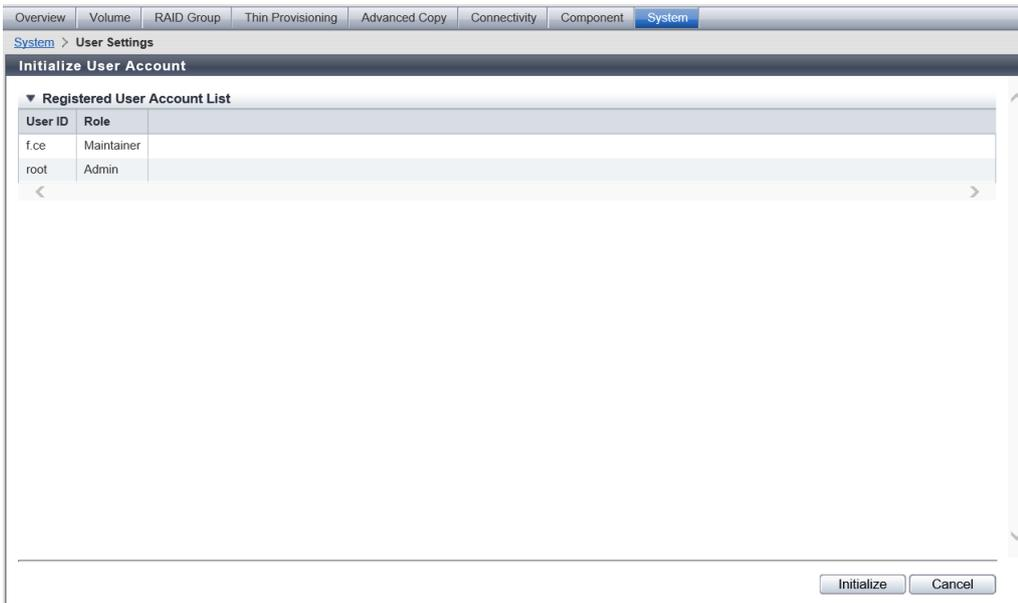 Overview Volume RAID Group Thin Provisioning Advanced Copy Connectivity Component System
System > User Settings
Initialize User Account
▼ Registered User Account List
User ID Role
f.ce Maintainer
root Admin
Initialize Cancel